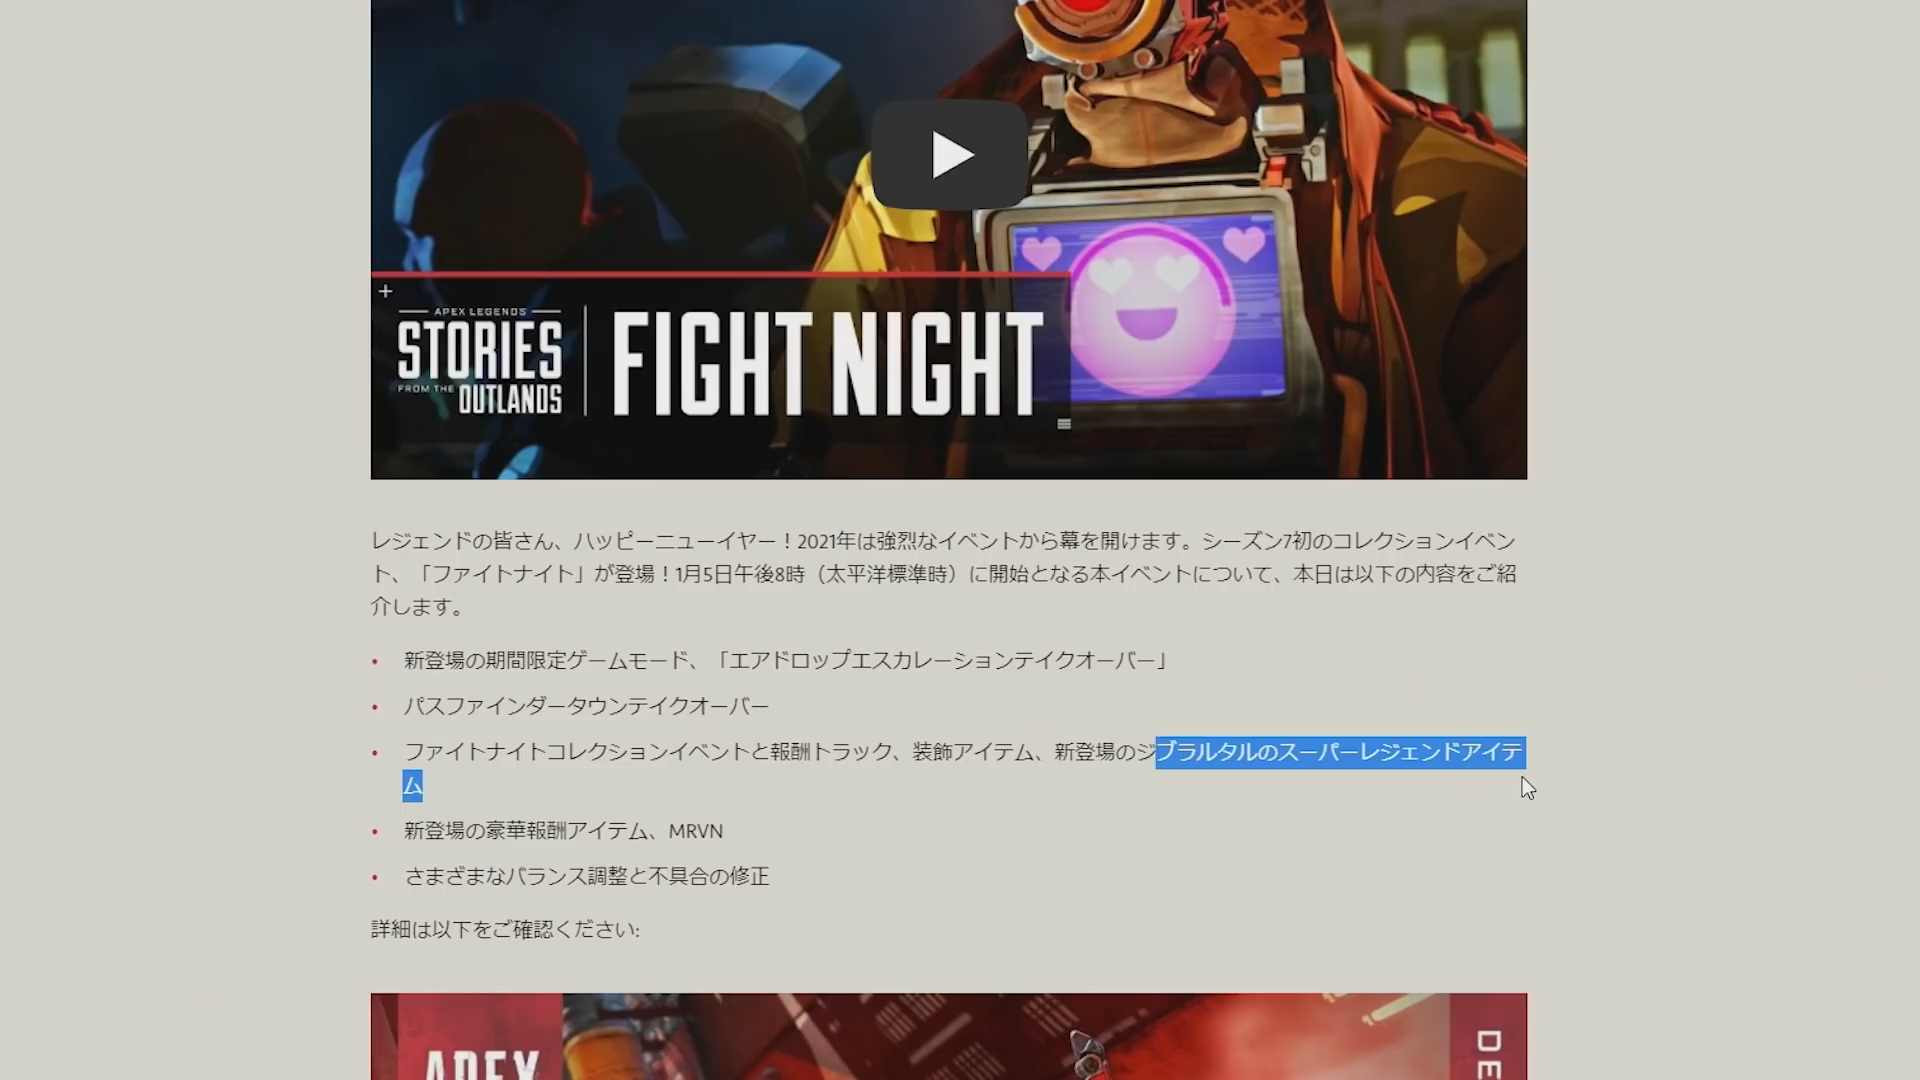 APEX LEGENDS
STORIES
FROM THE
OUTLANDS
FIGHT NIGHT
レジェンドの皆さん、ハッピーニューイヤー！2021年は強烈なイベントから幕を開けます。シーズン7初のコレクションイベン
ト、「ファイトナイト」が登場！1月5日午後8時（太平洋標準時）に開始となる本イベントについて、本日は以下の内容をご紹
介します。
• 新登場の期間限定ゲームモード、「エアドロップエスカレーションテイクオーバー」
• パスファインダータウンテイクオーバー
• ファイトナイトコレクションイベントと報酬トラック、装飾アイテム、新登場のジブラルタルのスーパーレジェンドアイテ
ム
• 新登場の豪華報酬アイテム、MRVN
• さまざまなバランス調整と不具合の修正
詳細は以下をご確認ください:
APEX
DE